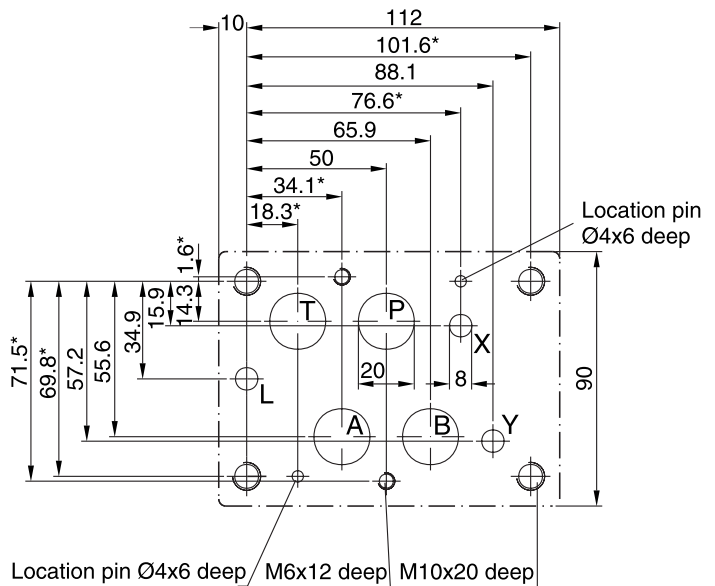 10
112
101.6*
88.1
76.6*
65.9
50
34.1*
18.3*
Location pin
Ø4x6 deep
1.6*
14.3
15.9
34.9
55.6
57.2
69.8*
71.5*
T
P
X
20
8
L
90
A
B
Y
Location pin Ø4x6 deep
M6x12 deep
M10x20 deep